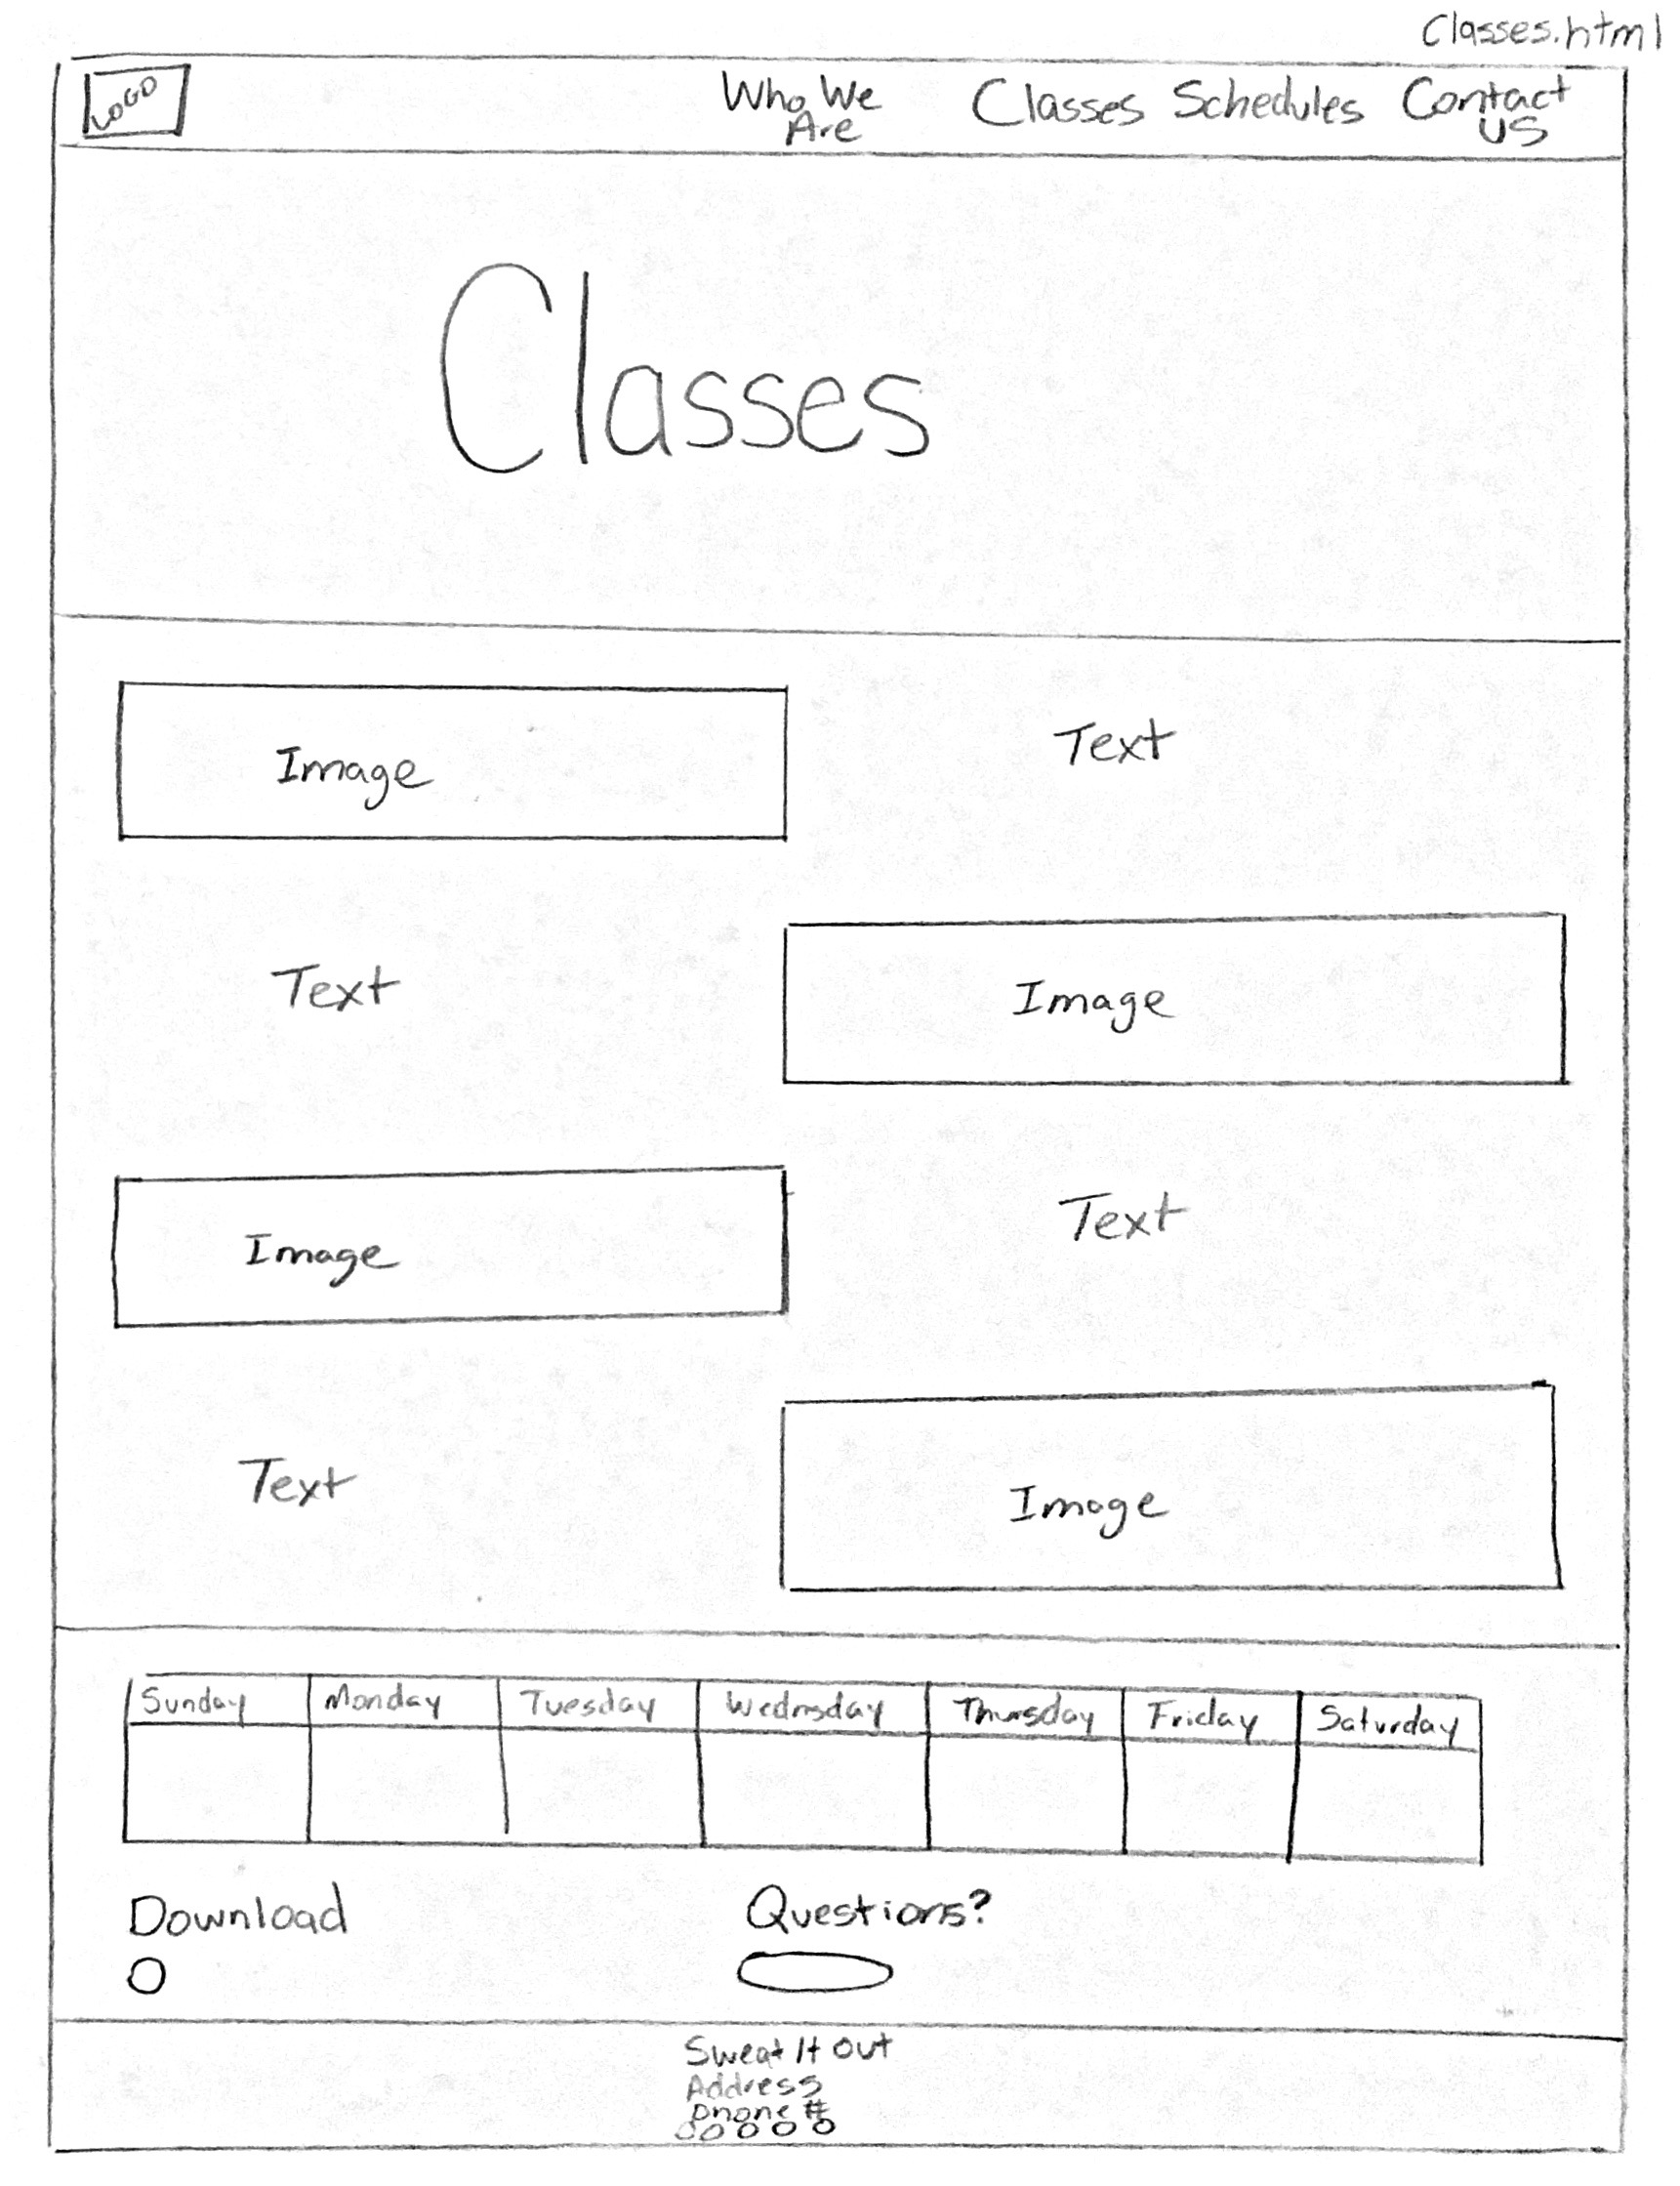 Classes.html
LOGO
Who We
Are
Classes
Schedules
Contact
US
Classes
Image
Text
Text
Image
Image
Text
Text
Image
Sunday Monday Tuesday Wednsday Thursday Friday Saturday
Download
Questions?
Sweat It Out
Address
Phone #